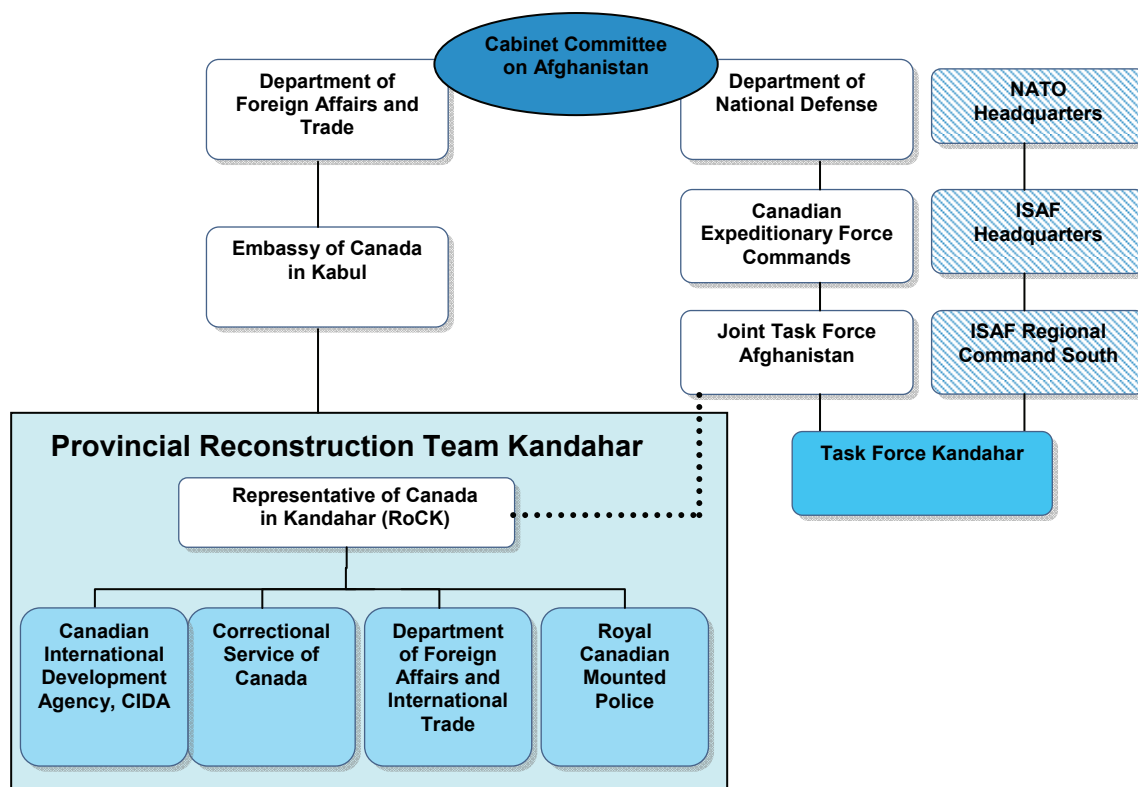 Cabinet Committee
on Afghanistan
Department of
Foreign Affairs and
Trade
Department of
National Defense
NATO
Headquarters
Embassy of Canada
in Kabul
Canadian
Expeditionary Force
Commands
ISAF
Headquarters
Joint Task Force
Afghanistan
ISAF Regional
Command South
Task Force Kandahar
Provincial Reconstruction Team Kandahar
Representative of Canada
in Kandahar (RoCK)
Canadian
International
Development
Agency, CIDA
Correctional
Service of
Canada
Department
of Foreign
Affairs and
International
Trade
Royal
Canadian
Mounted
Police